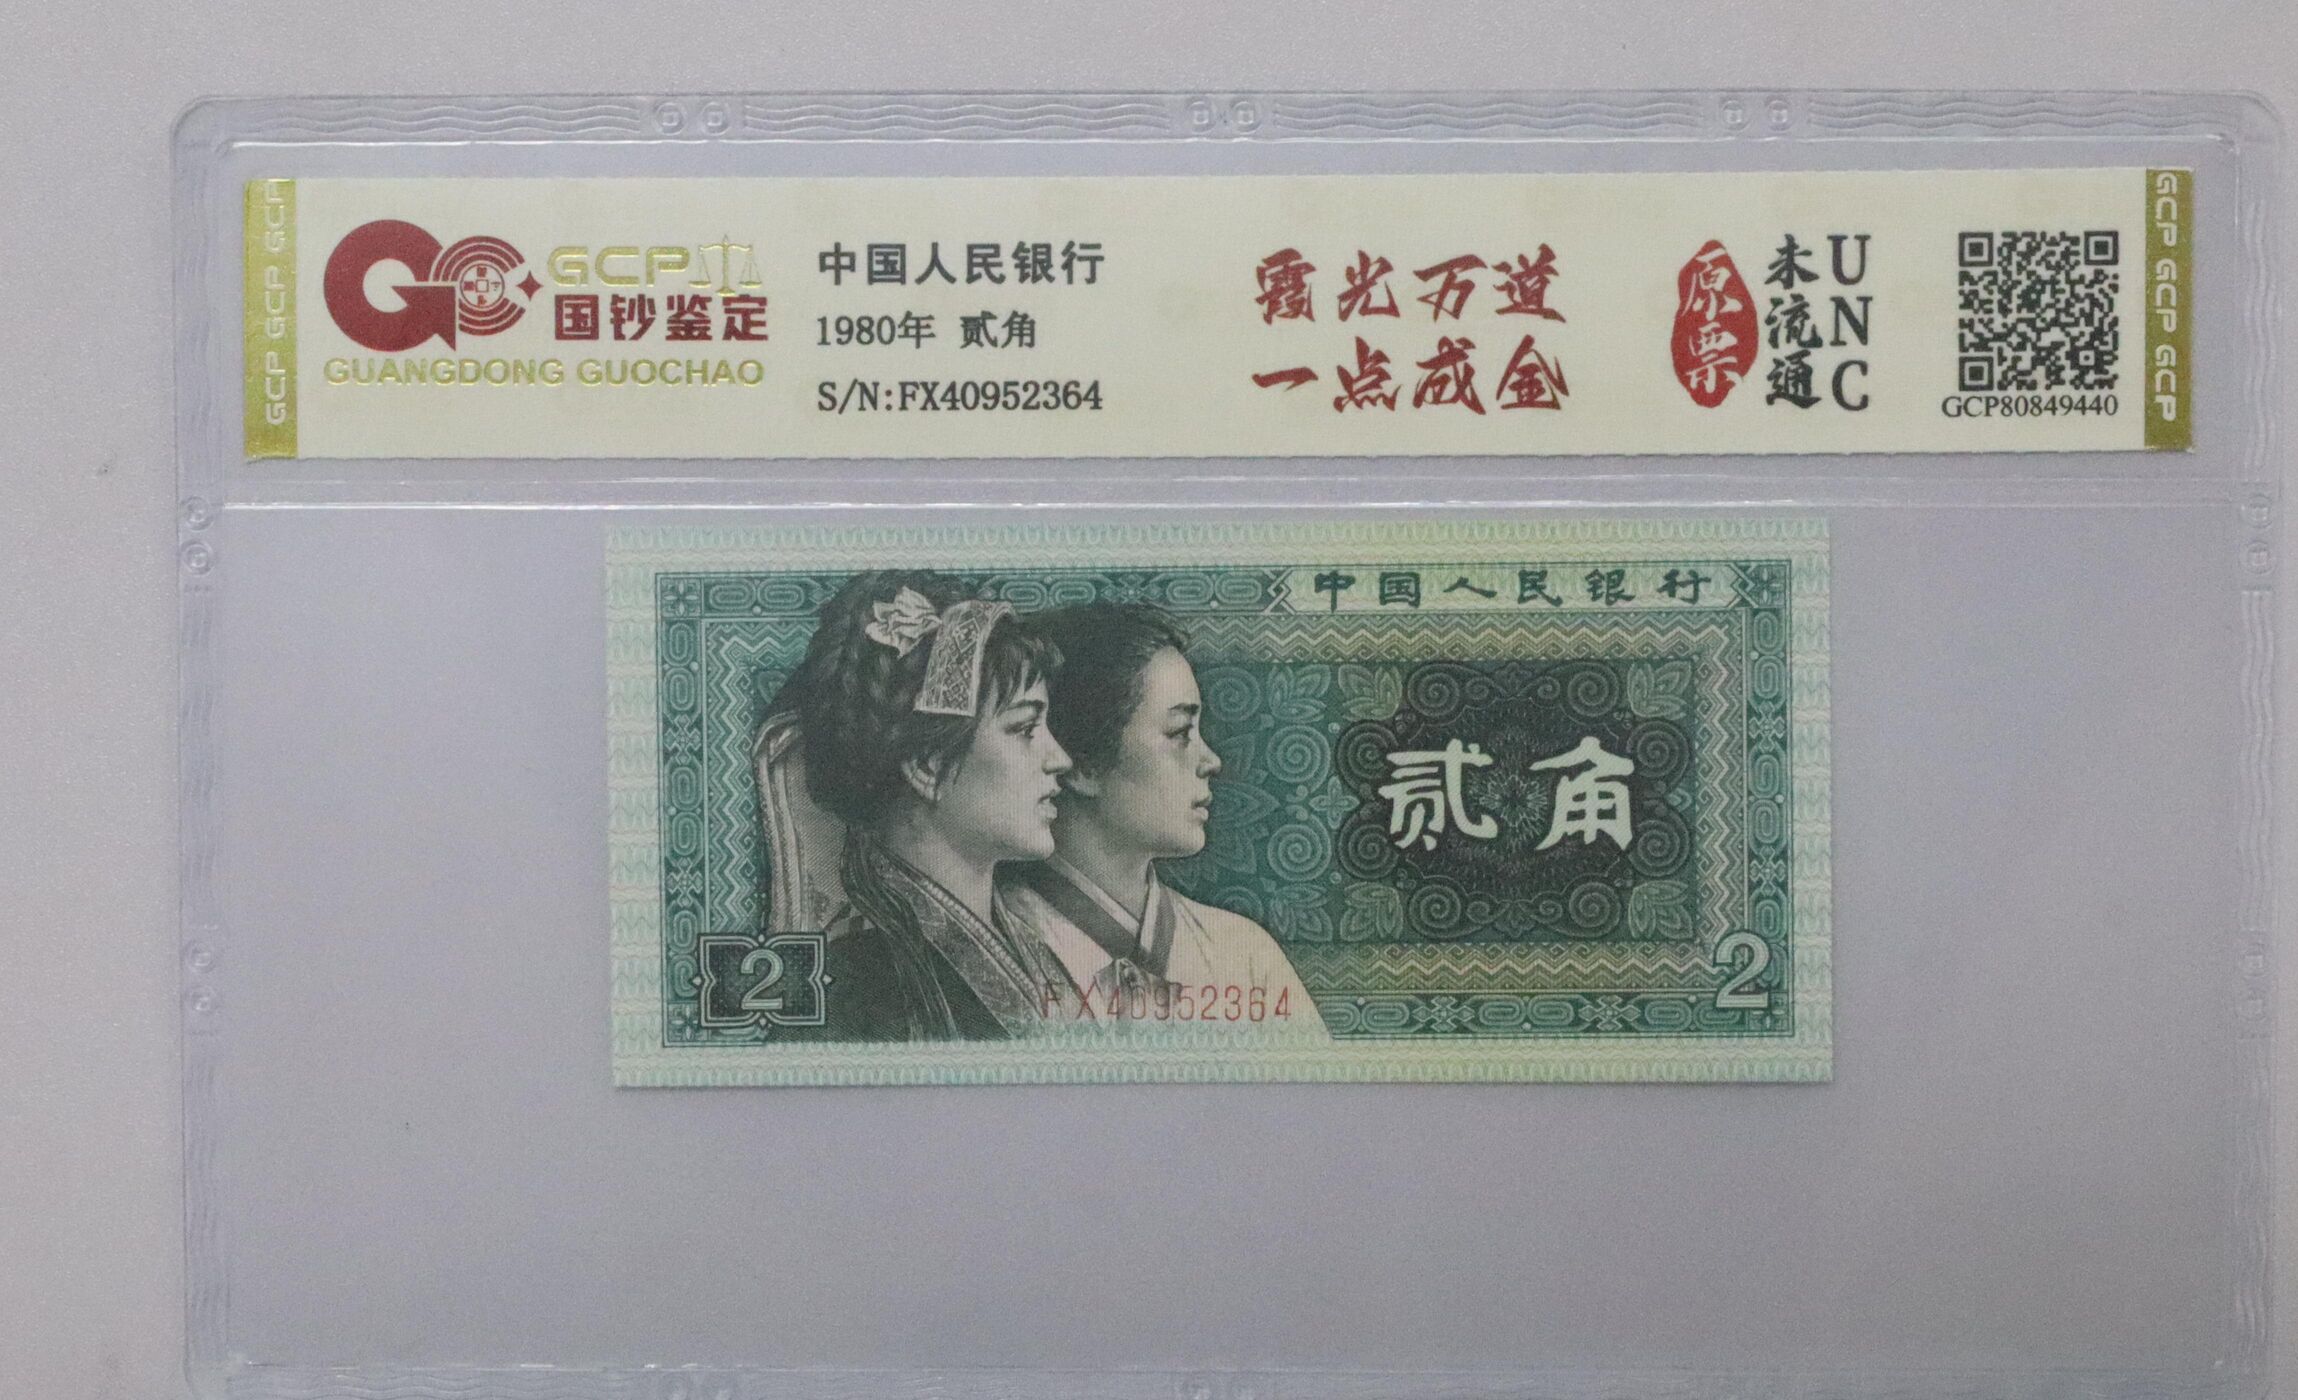 GCP GCP GCP
GCP
国钞鉴定
GUANGDONG GUOCHAO
中国人民银行
1980年 贰角
S/N:FX40952364
霞光万道
一点成金
原票
未流通
UNC
GCP80849440
GCP GCP GCP
中国人民银行
贰角
2
2
FX40952364